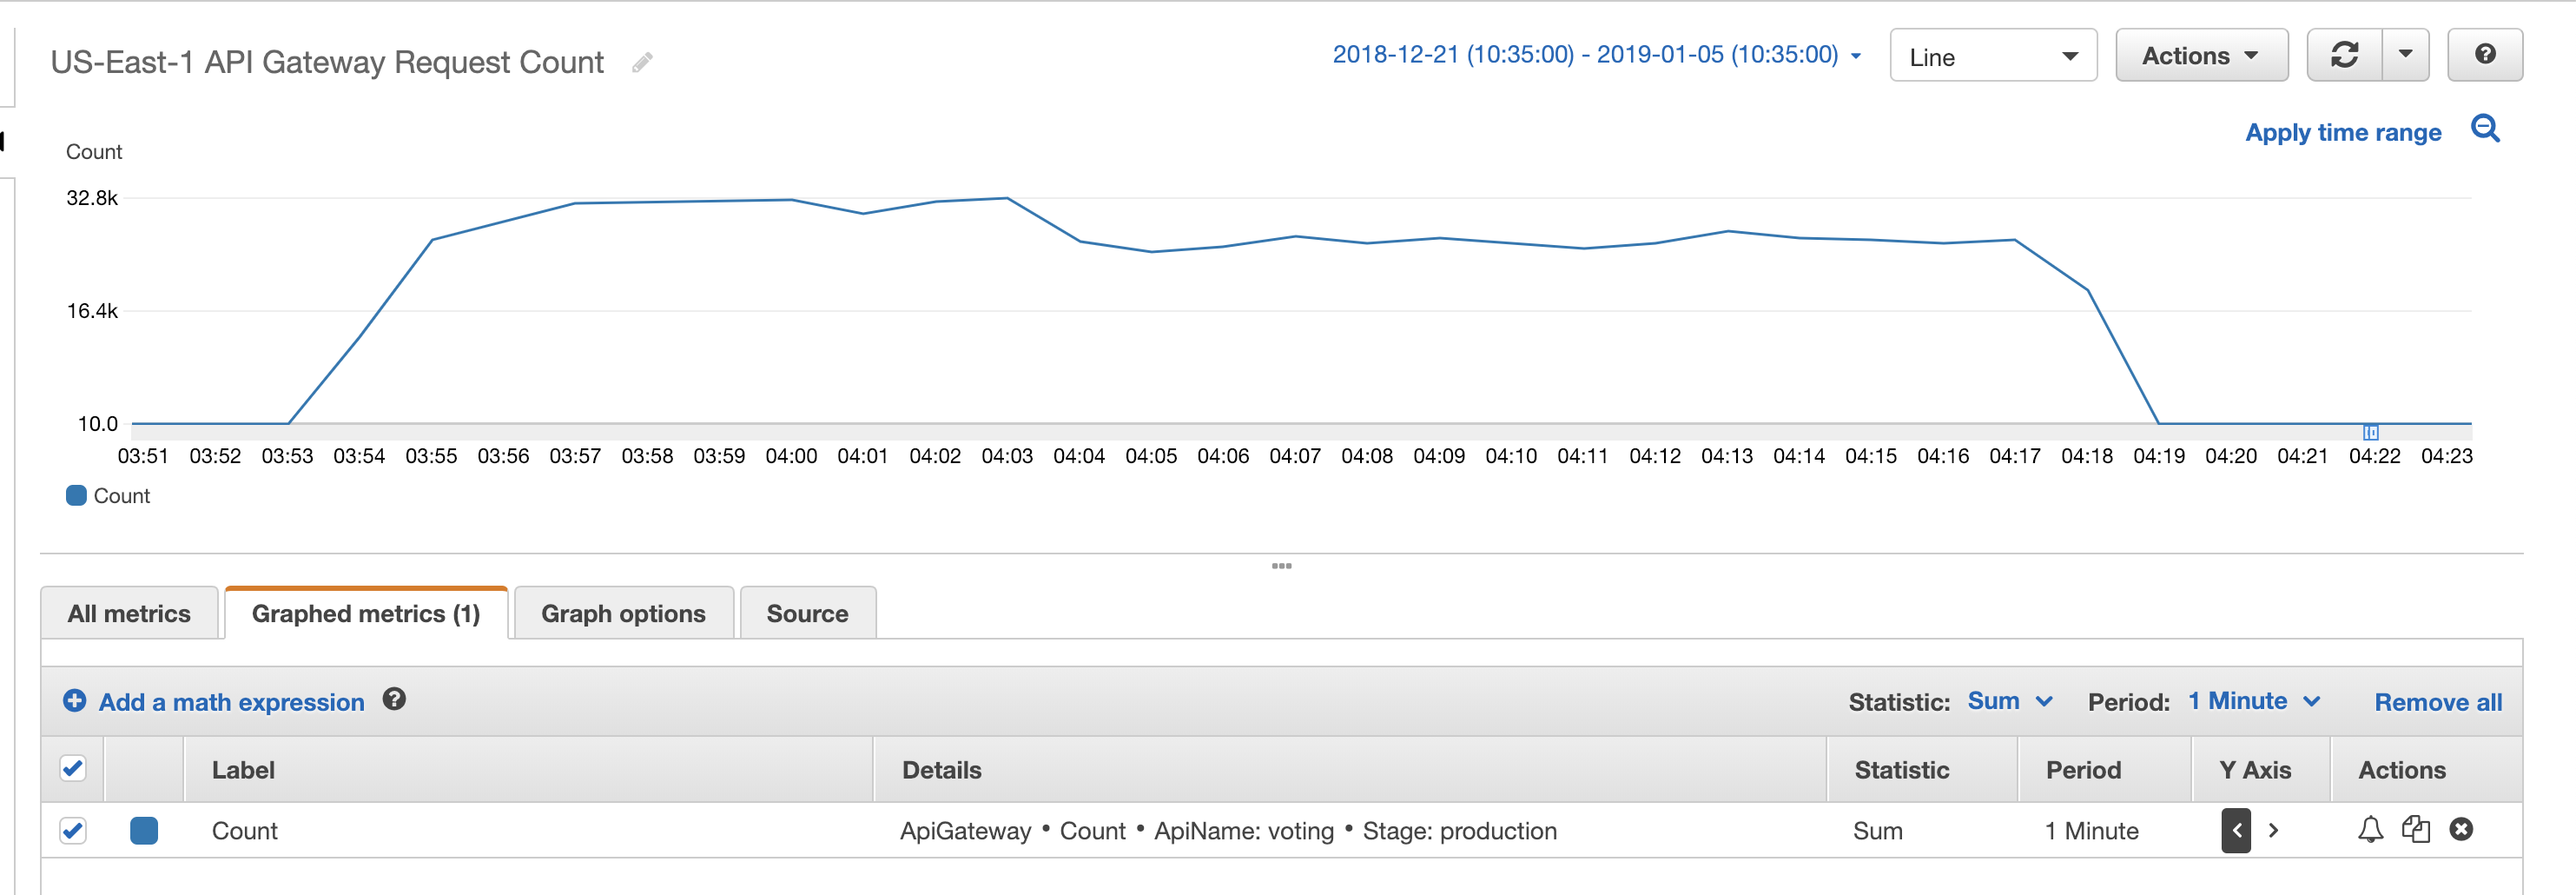 US-East-1 API Gateway Request Count
2018-12-21 (10:35:00) - 2019-01-05 (10:35:00)
Line
Actions
Apply time range
Count
32.8k
16.4k
10.0
03:51 03:52 03:53 03:54 03:55 03:56 03:57 03:58 03:59 04:00 04:01 04:02 04:03 04:04 04:05 04:06 04:07 04:08 04:09 04:10 04:11 04:12 04:13 04:14 04:15 04:16 04:17 04:18 04:19 04:20 04:21 04:22 04:23
Count
All metrics Graphed metrics (1) Graph options Source
Add a math expression Statistic: Sum Period: 1 Minute Remove all
Label Details Statistic Period Y Axis Actions
Count ApiGateway • Count • ApiName: voting • Stage: production Sum 1 Minute